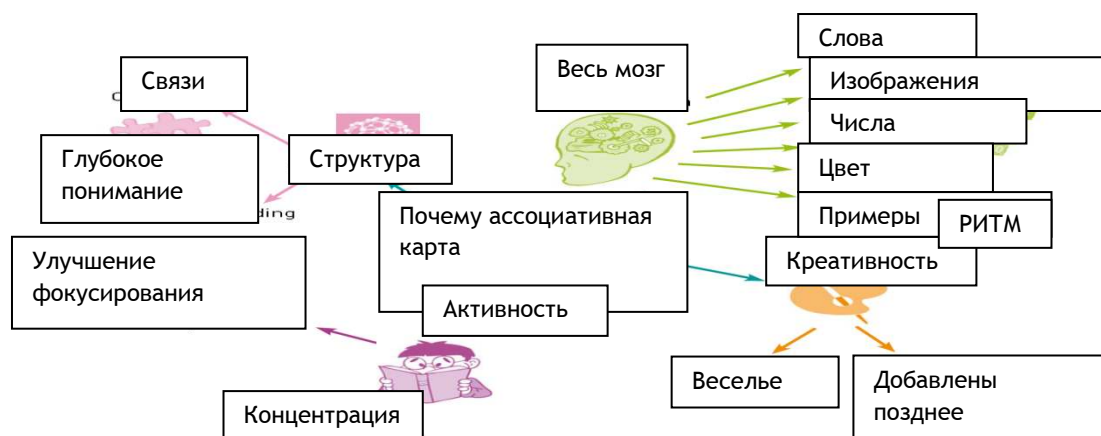 Слова
Весь мозг
Изображения
Связи
Числа
Глубокое
понимание
Структура
Цвет
ding
Почему ассоциативная
карта
Примеры
РИТМ
Улучшение
фокусирования
Креативность
Активность
Веселье
Добавлены
позднее
Концентрация